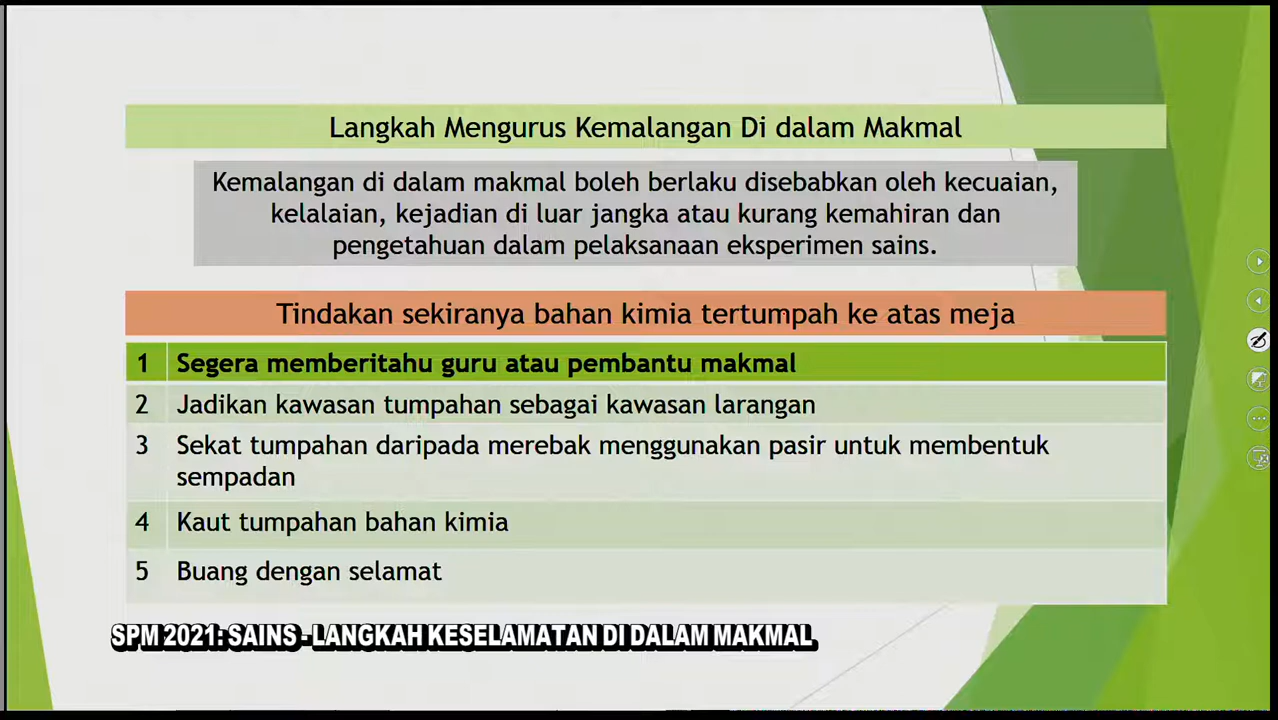 Langkah Mengurus Kemalangan Di dalam Makmal
Kemalangan di dalam makmal boleh berlaku disebabkan oleh kecuaian,
kelalaian, kejadian di luar jangka atau kurang kemahiran dan
pengetahuan dalam pelaksanaan eksperimen sains.
Tindakan sekiranya bahan kimia tertumpah ke atas meja
1 Segera memberitahu guru atau pembantu makmal
2 Jadikan kawasan tumpahan sebagai kawasan larangan
3 Sekat tumpahan daripada merebak menggunakan pasir untuk membentuk
sempadan
4 Kaut tumpahan bahan kimia
5 Buang dengan selamat
SPM 2021: SAINS - LANGKAH KESELAMATAN DI DALAM MAKMAL